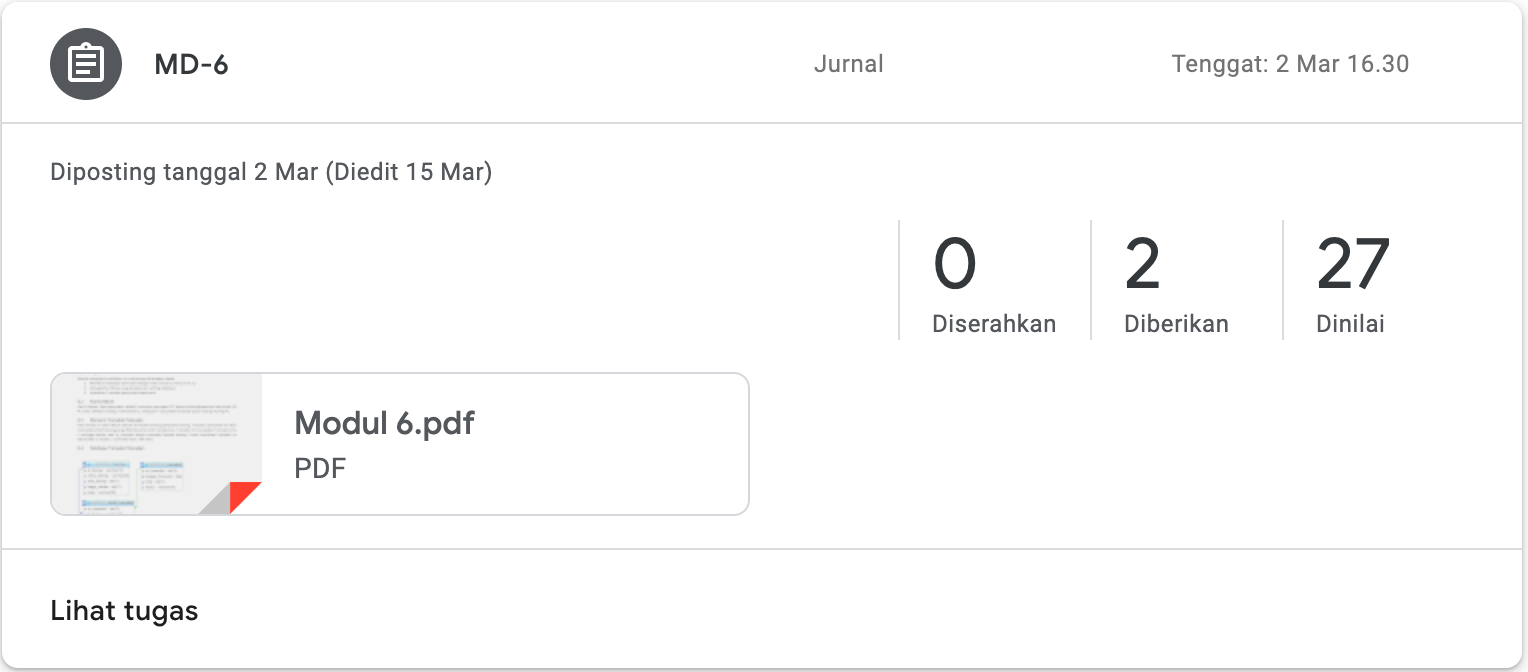 MD-6
Jurnal
Tenggat: 2 Mar 16.30
Diposting tanggal 2 Mar (Diedit 15 Mar)
0
Diserahkan
2
Diberikan
27
Dinilai
Modul 6.pdf
PDF
Lihat tugas